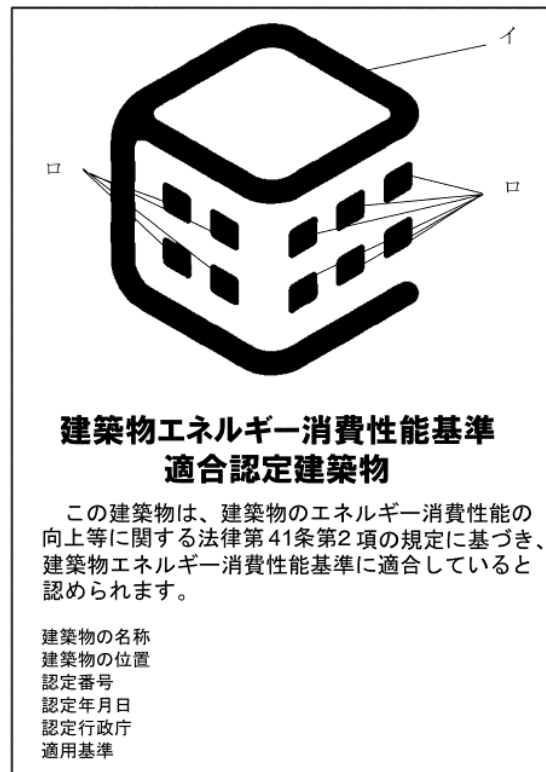 イ
ロ
ロ
建築物エネルギー消費性能基準
適合認定建築物
　この建築物は、建築物のエネルギー消費性能の
向上等に関する法律第41条第2項の規定に基づき、
建築物エネルギー消費性能基準に適合していると
認められます。
建築物の名称
建築物の位置
認定番号
認定年月日
認定行政庁
適用基準